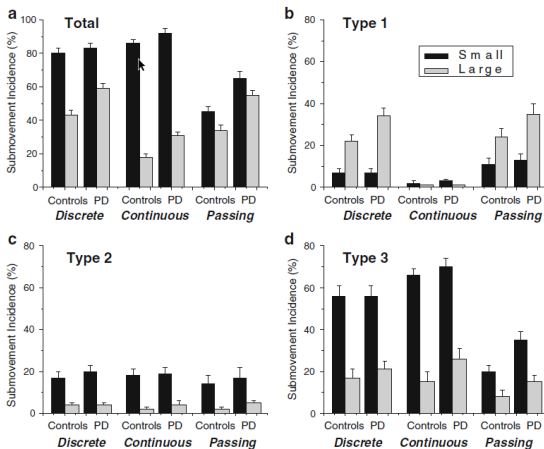 a Total
Submovement Incidence (%)
100
80
60
40
20
0
Controls PD Controls PD Controls PD
Discrete Continuous Passing
b Type 1
Submovement Incidence (%)
80
60
40
20
0
Small
Large
Controls PD Controls PD Controls PD
Discrete Continuous Passing
c Type 2
Submovement Incidence (%)
80
60
40
20
0
Controls PD Controls PD Controls PD
Discrete Continuous Passing
d Type 3
Submovement Incidence (%)
80
60
40
20
0
Controls PD Controls PD Controls PD
Discrete Continuous Passing